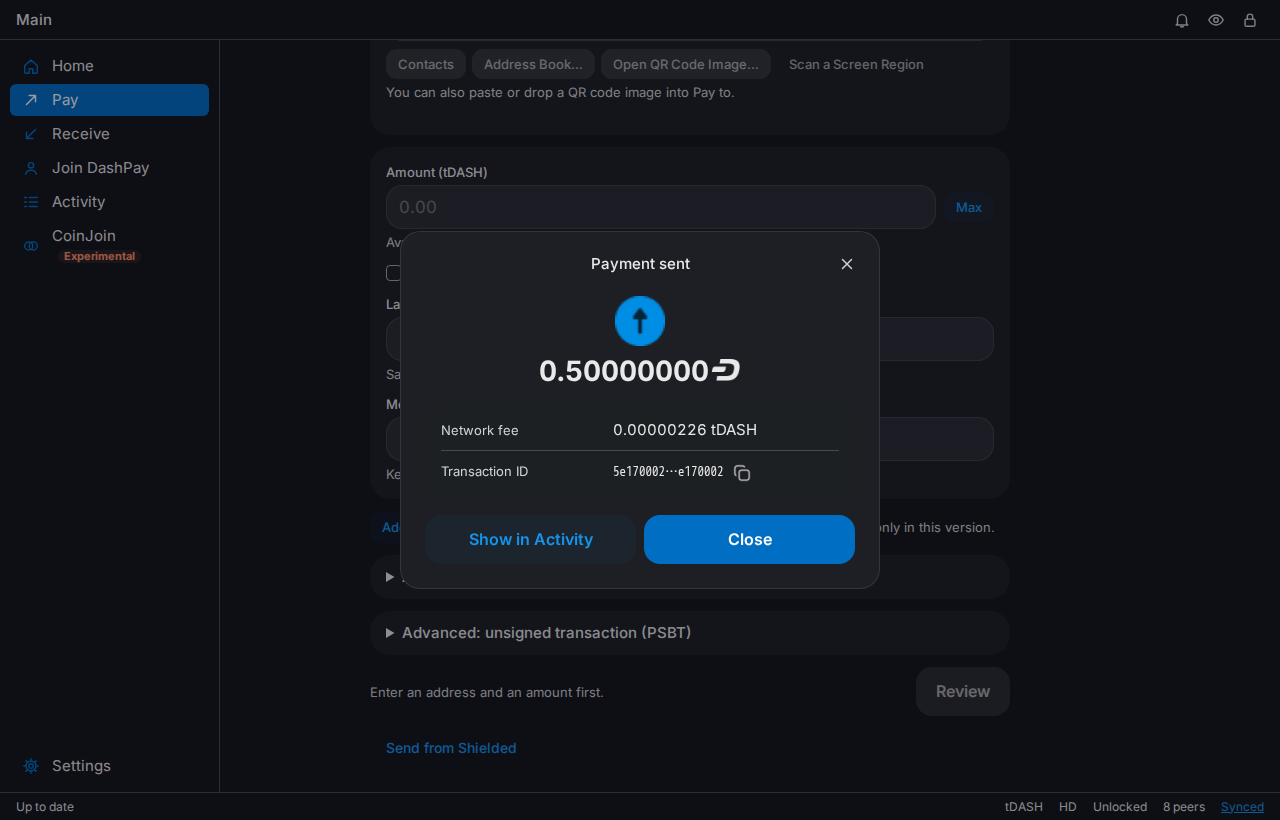 Main
Home
Pay
Receive
Join DashPay
Activity
CoinJoin
Experimental
Settings
Contacts
Address Book...
Open QR Code Image...
Scan a Screen Region
You can also paste or drop a QR code image into Pay to.
Amount (tDASH)
0.00
Max
Payment sent
0.50000000
Network fee
0.00000226 tDASH
Transaction ID
5e170002…e170002
Show in Activity
Close
only in this version.
Advanced: unsigned transaction (PSBT)
Enter an address and an amount first.
Review
Send from Shielded
Up to date
tDASH
HD
Unlocked
8 peers
Synced